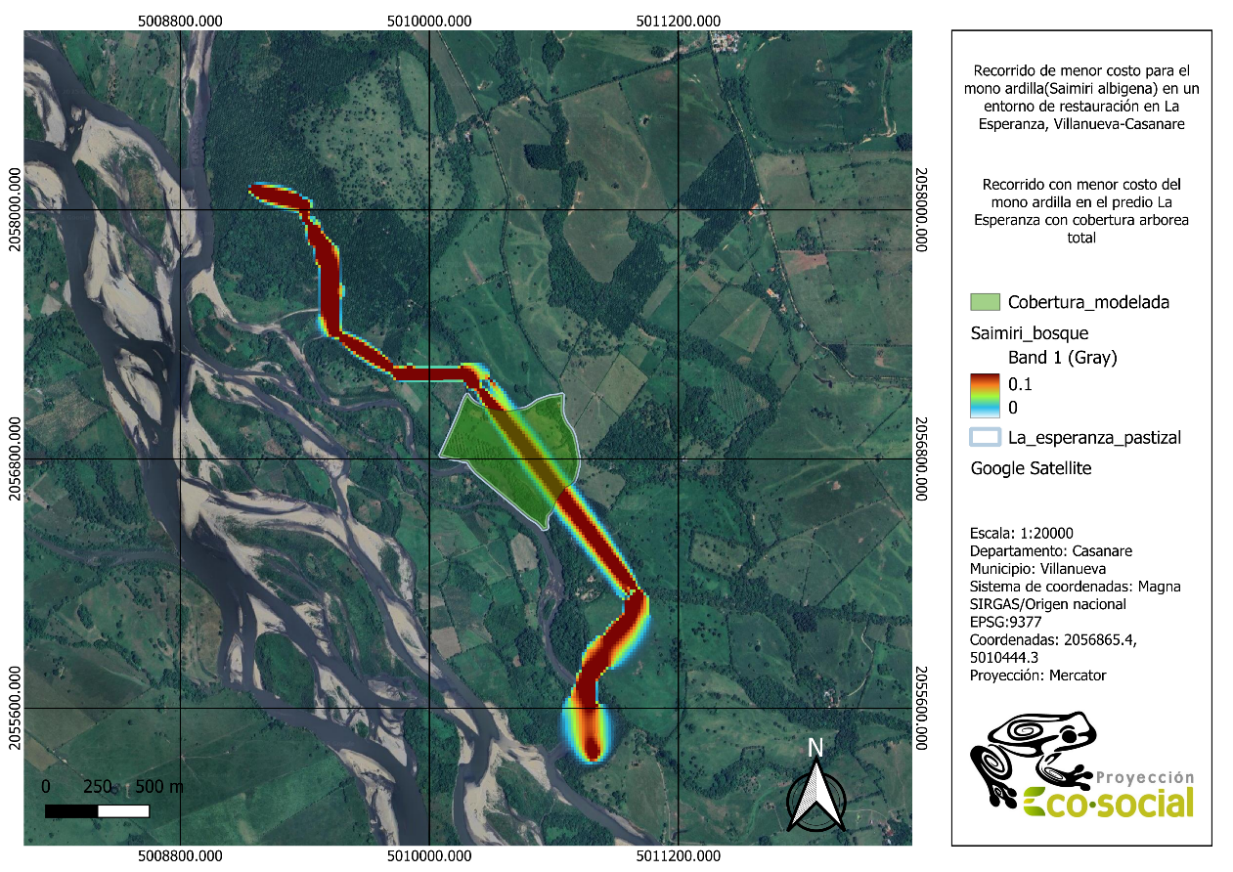 5008800.000
5010000.000
5011200.000
2058000.000
2058000.000
2056800.000
2056800.000
2055600.000
2055600.000
0 250 500 m
N
5008800.000
5010000.000
5011200.000
Recorrido de menor costo para el
mono ardilla(Saimiri albigena) en un
entorno de restauración en La
Esperanza, Villanueva-Casanare
Recorrido con menor costo del
mono ardilla en el predio La
Esperanza con cobertura arborea
total
Cobertura_modelada
Saimiri_bosque
Band 1 (Gray)
0.1
0
La_esperanza_pastizal
Google Satellite
Escala: 1:20000
Departamento: Casanare
Municipio: Villanueva
Sistema de coordenadas: Magna
SIRGAS/Origen nacional
EPSG:9377
Coordenadas: 2056865.4,
5010444.3
Proyección: Mercator
Proyección
Eco·social